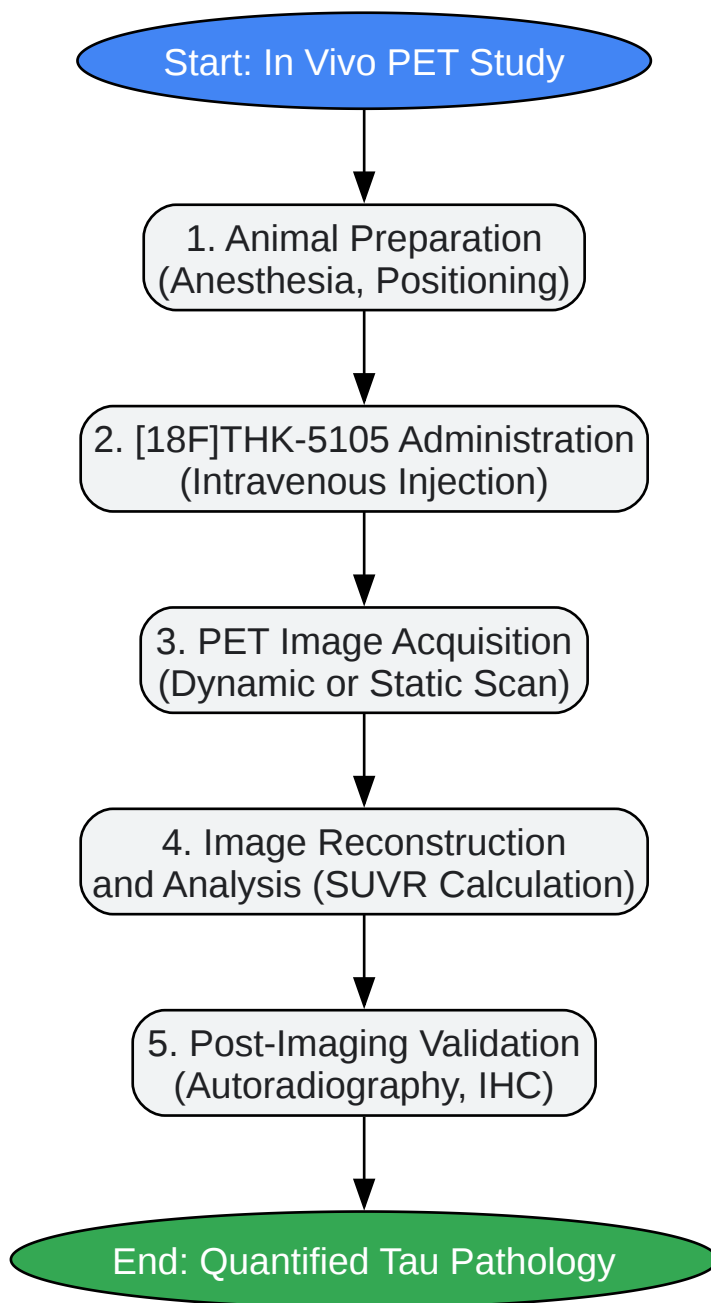 Start: In Vivo PET Study
1. Animal Preparation
(Anesthesia, Positioning)
2. [18F]THK-5105 Administration
(Intravenous Injection)
3. PET Image Acquisition
(Dynamic or Static Scan)
4. Image Reconstruction
and Analysis (SUVR Calculation)
5. Post-Imaging Validation
(Autoradiography, IHC)
End: Quantified Tau Pathology